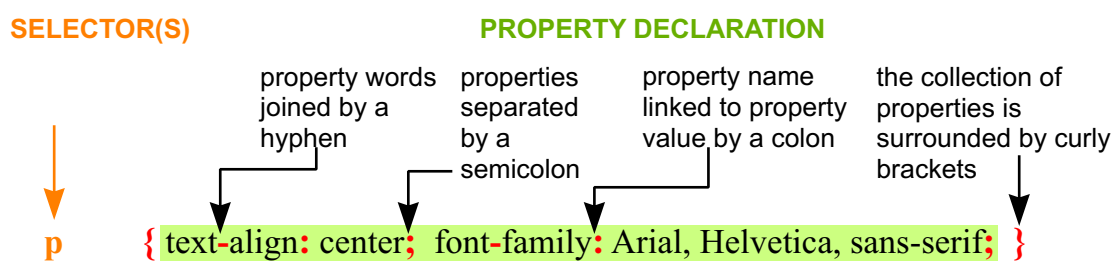 SELECTOR(S)
PROPERTY DECLARATION
property words
joined by a
hyphen
properties
separated
by a
semicolon
property name
linked to property
value by a colon
the collection of
properties is
surrounded by curly
brackets
p { text-align: center; font-family: Arial, Helvetica, sans-serif; }